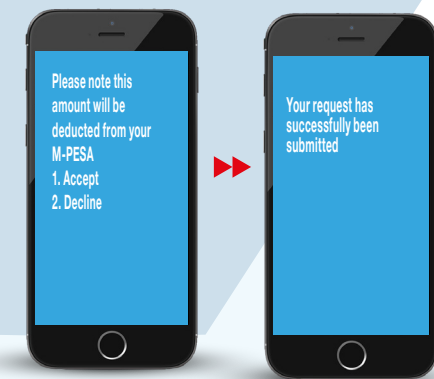 Please note this
amount will be
deducted from your
M-PESA
1. Accept
2. Decline
Your request has
successfully been
submitted